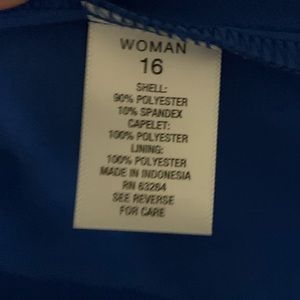 WOMAN
16
SHELL:
90% POLYESTER
10% SPANDEX
CAPELET:
100% POLYESTER
LINING:
100% POLYESTER
MADE IN INDONESIA
RN 63284
SEE REVERSE
FOR CARE